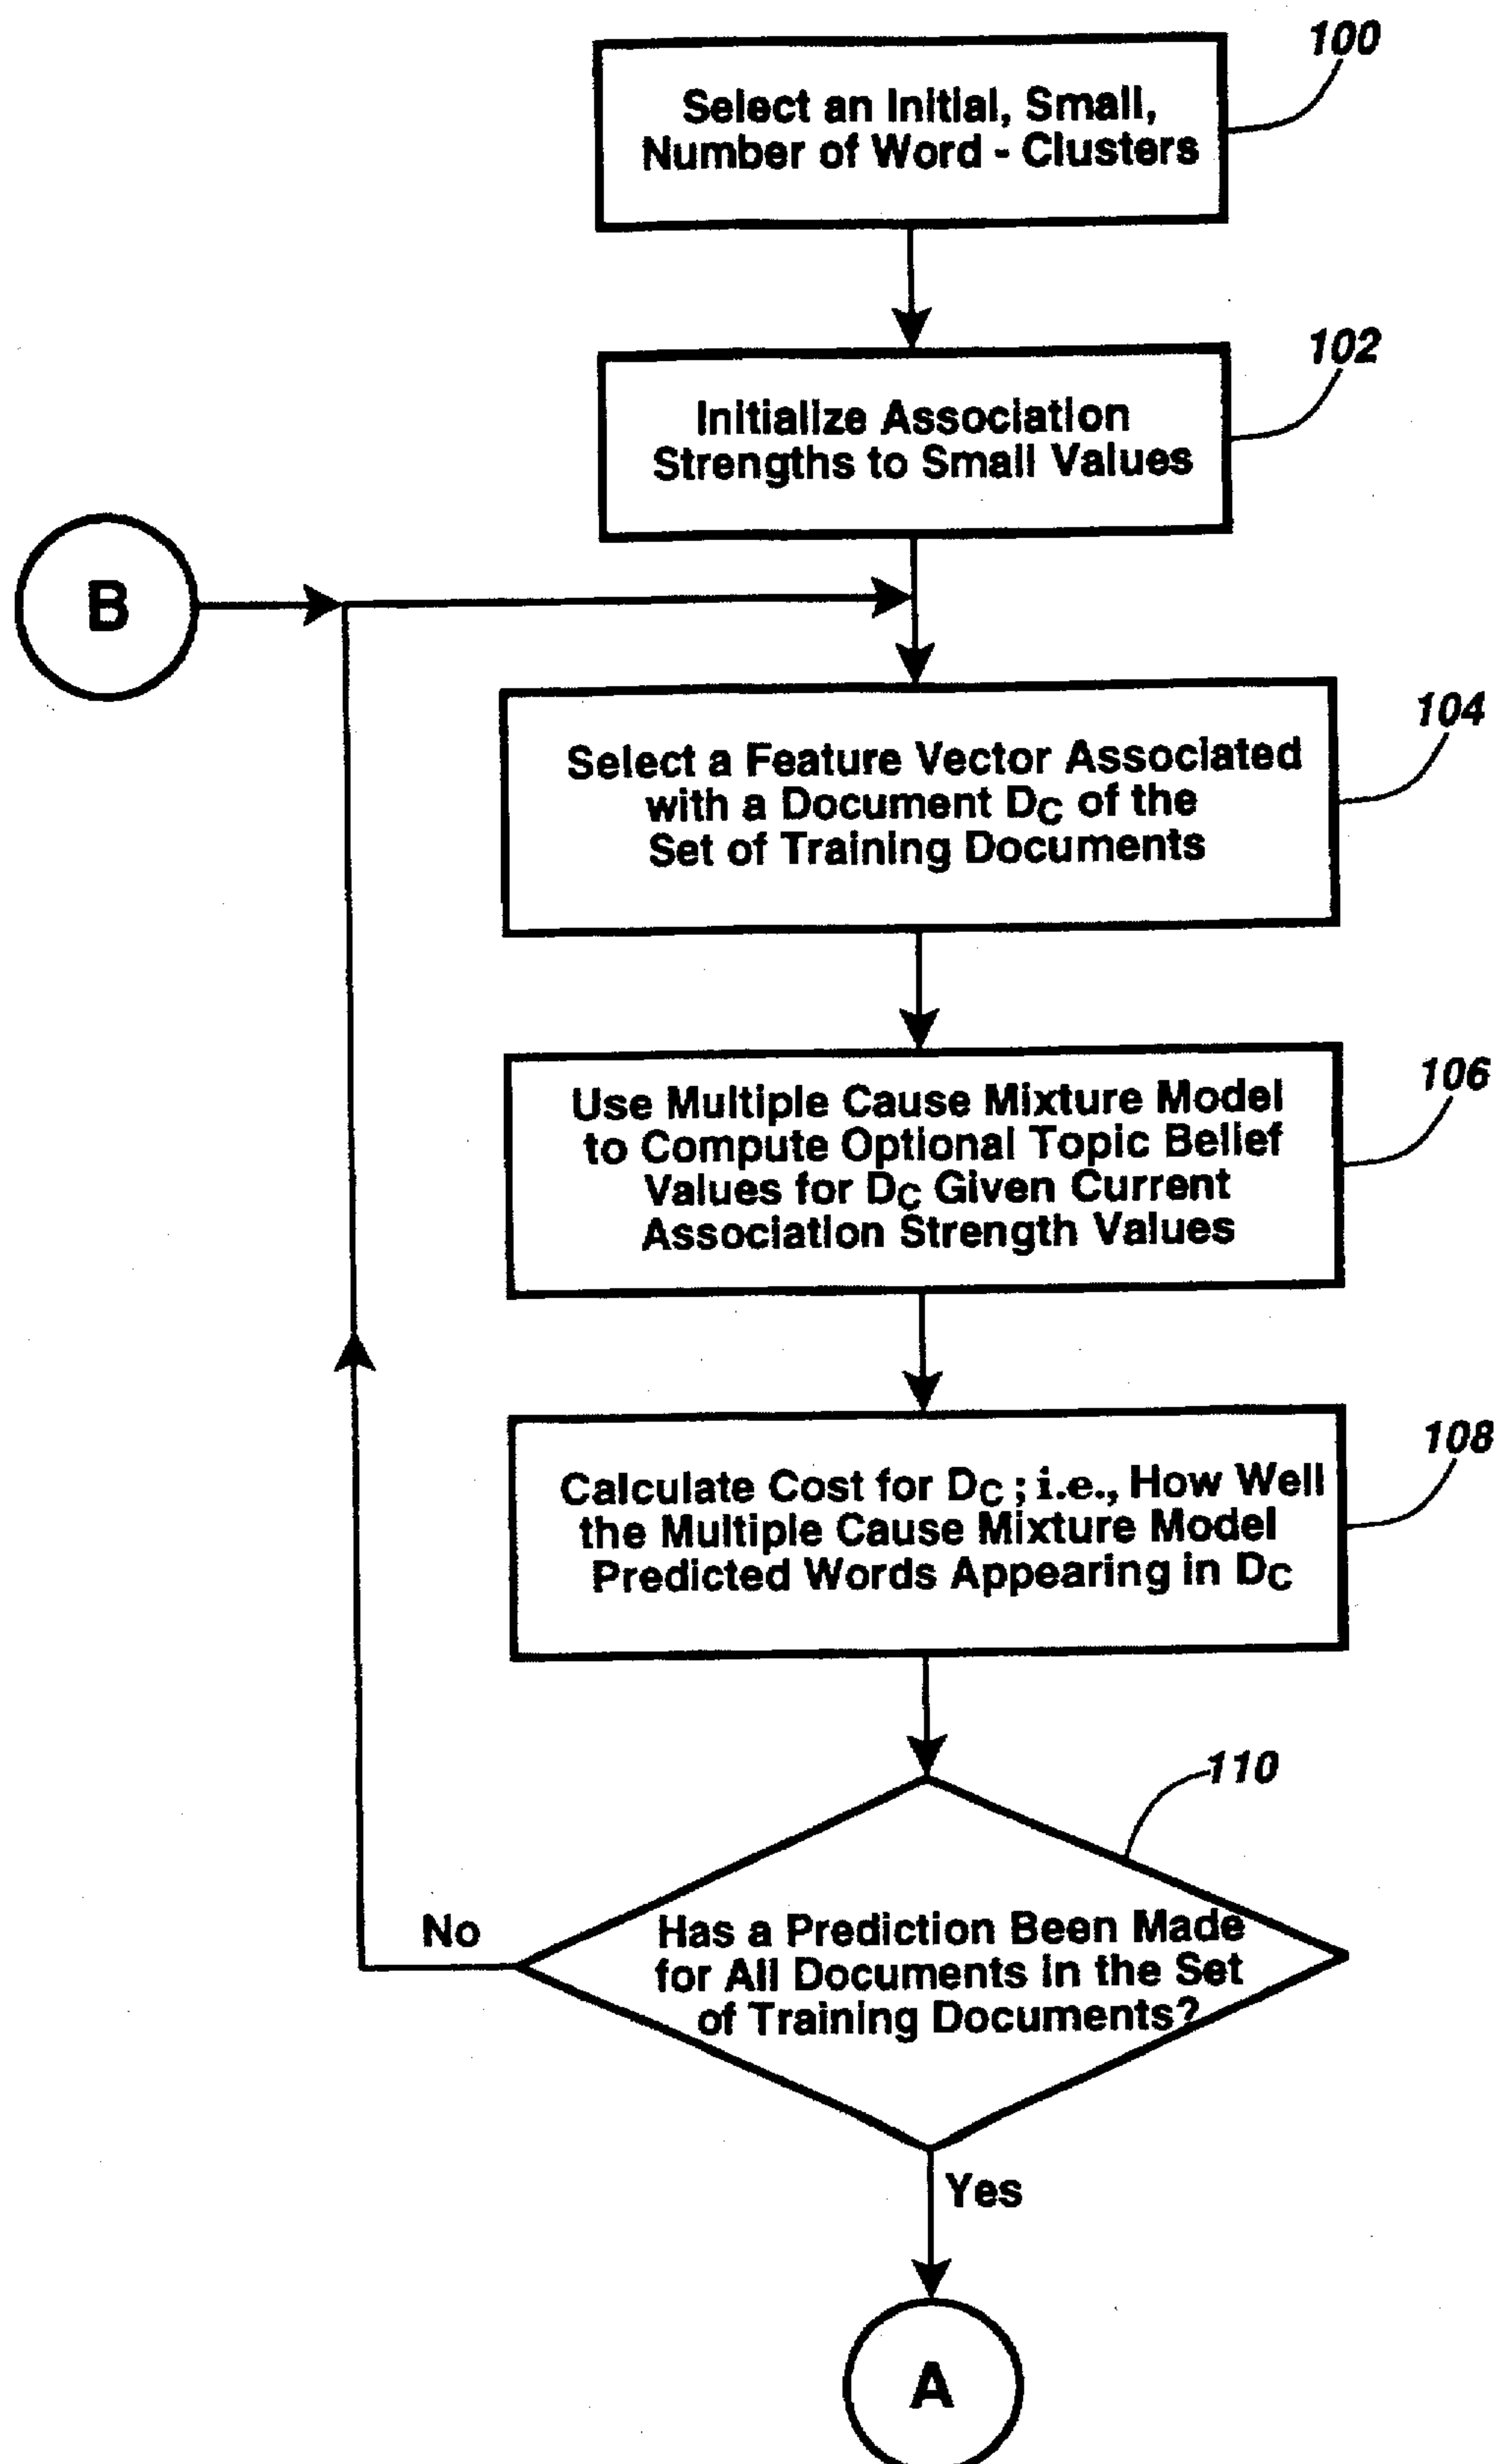 100
Select an Initial, Small,
Number of Word - Clusters
102
Initialize Association
Strengths to Small Values
B
104
Select a Feature Vector Associated
with a Document DC of the
Set of Training Documents
106
Use Multiple Cause Mixture Model
to Compute Optional Topic Belief
Values for DC Given Current
Association Strength Values
108
Calculate Cost for DC ; i.e., How Well
the Multiple Cause Mixture Model
Predicted Words Appearing in DC
110
Has a Prediction Been Made
for All Documents in the Set
of Training Documents?
No
Yes
A